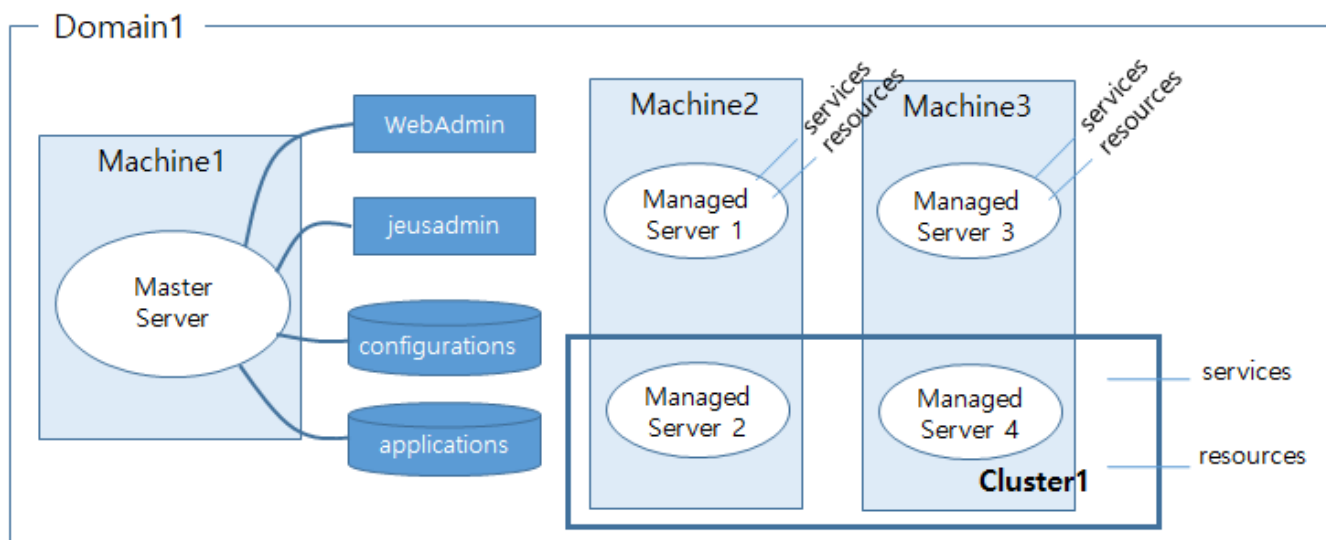 Domain1
Machine1
Master
Server
WebAdmin
jeusadmin
configurations
applications
Machine2
services
resources
Managed
Server 1
Managed
Server 2
Machine3
services
resources
Managed
Server 3
Managed
Server 4
Cluster1
services
resources